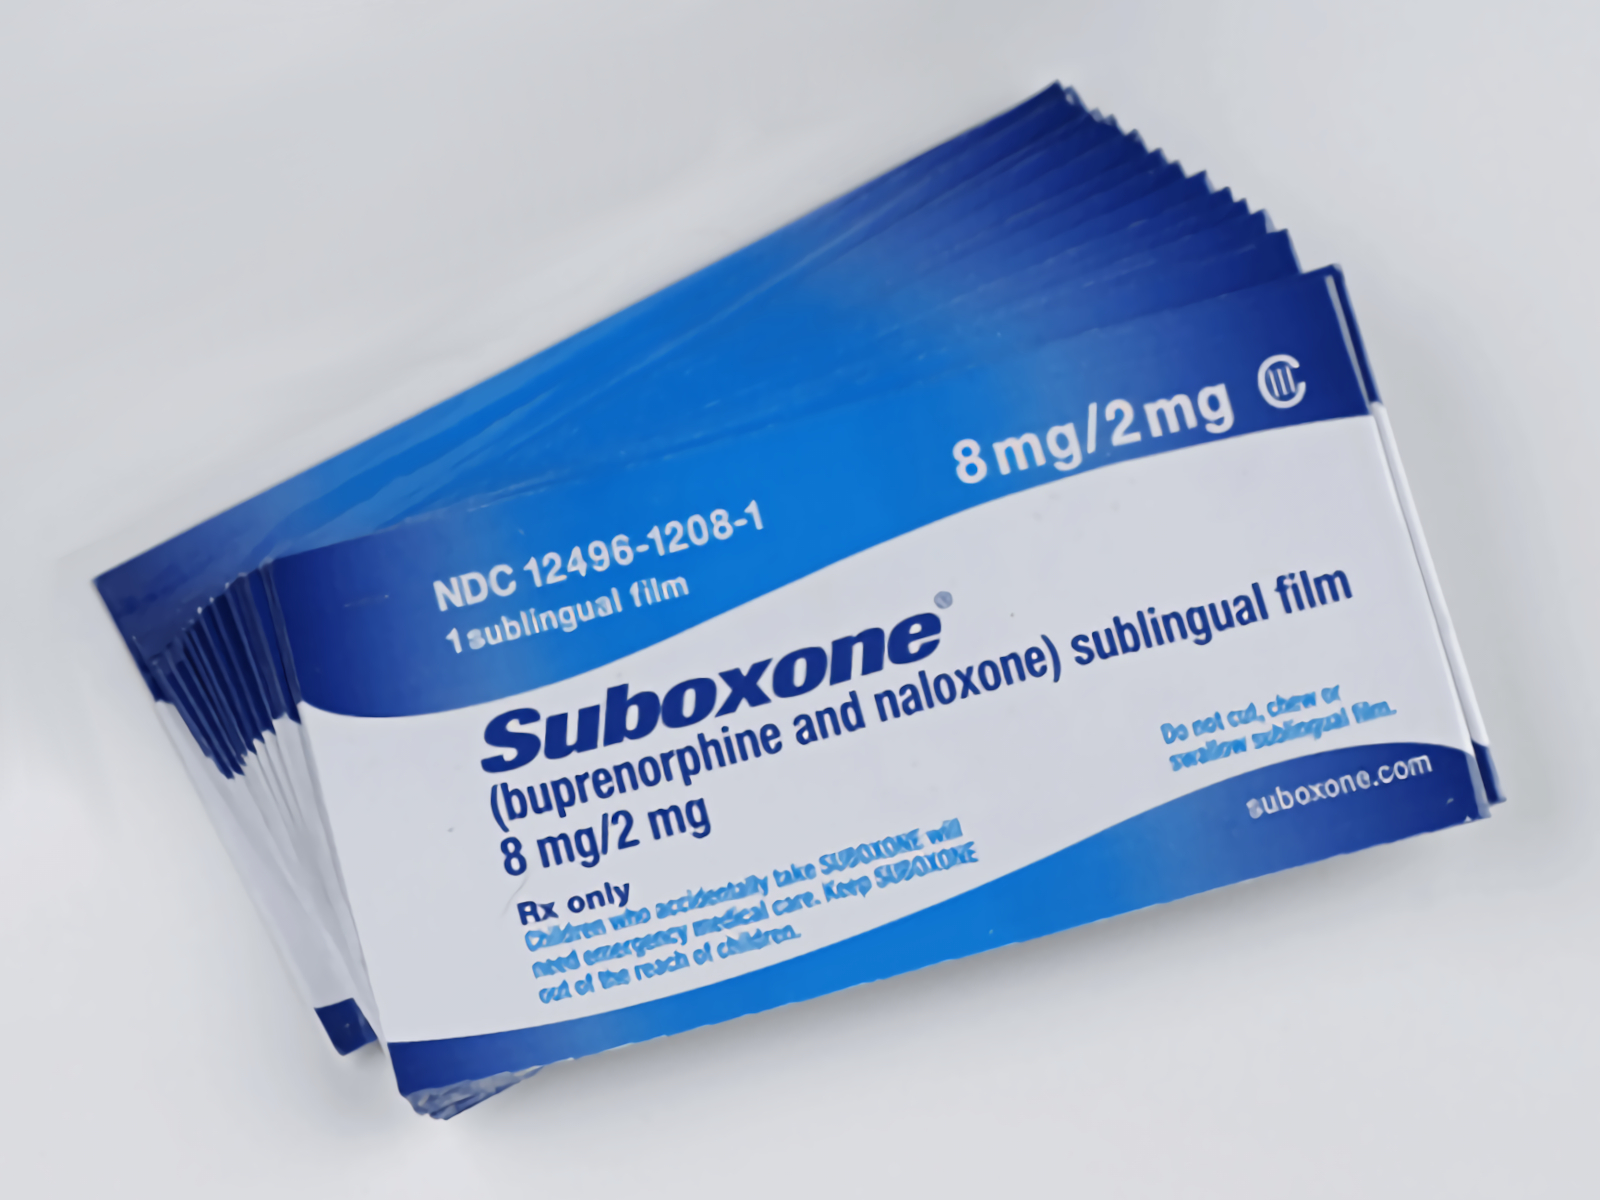 8 mg/2 mg CIII
NDC 12496-1208-1
1 sublingual film
Suboxone®
(buprenorphine and naloxone) sublingual film
8 mg/2 mg
Rx only
Children who accidentally take SUBOXONE will
need emergency medical care. Keep SUBOXONE
out of the reach of children.
Do not cut, chew or
swallow sublingual film.
suboxone.com